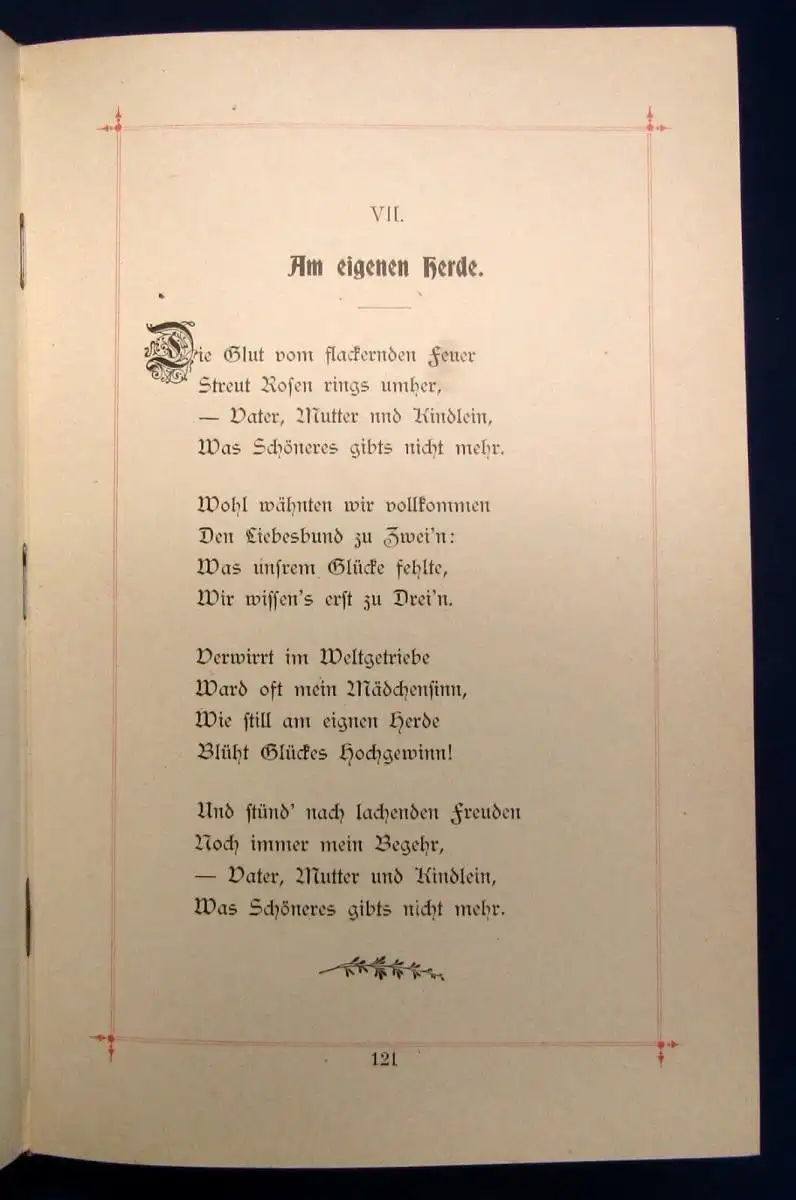 VII.
Am eigenen Herde.
Die Glut vom flackernden Feuer
Streut Rosen rings umher,
— Vater, Mutter nnd Kindlein,
Was Schöneres gibts nicht mehr.
Wohl wähnten wir vollkommen
Den Liebesbund zu Zwei'n:
Was unsrem Glücke fehlte,
Wir wissen's erst zu Drei'n.
Verwirrt im Weltgetriebe
Ward oft mein Mädchensinn,
Wie still am eignen Herde
Blüht Glückes Hochgewinn!
Und stünd' nach lachenden Freuden
Noch immer mein Begehr,
— Vater, Mutter und Kindlein,
Was Schöneres gibts nicht mehr.
121